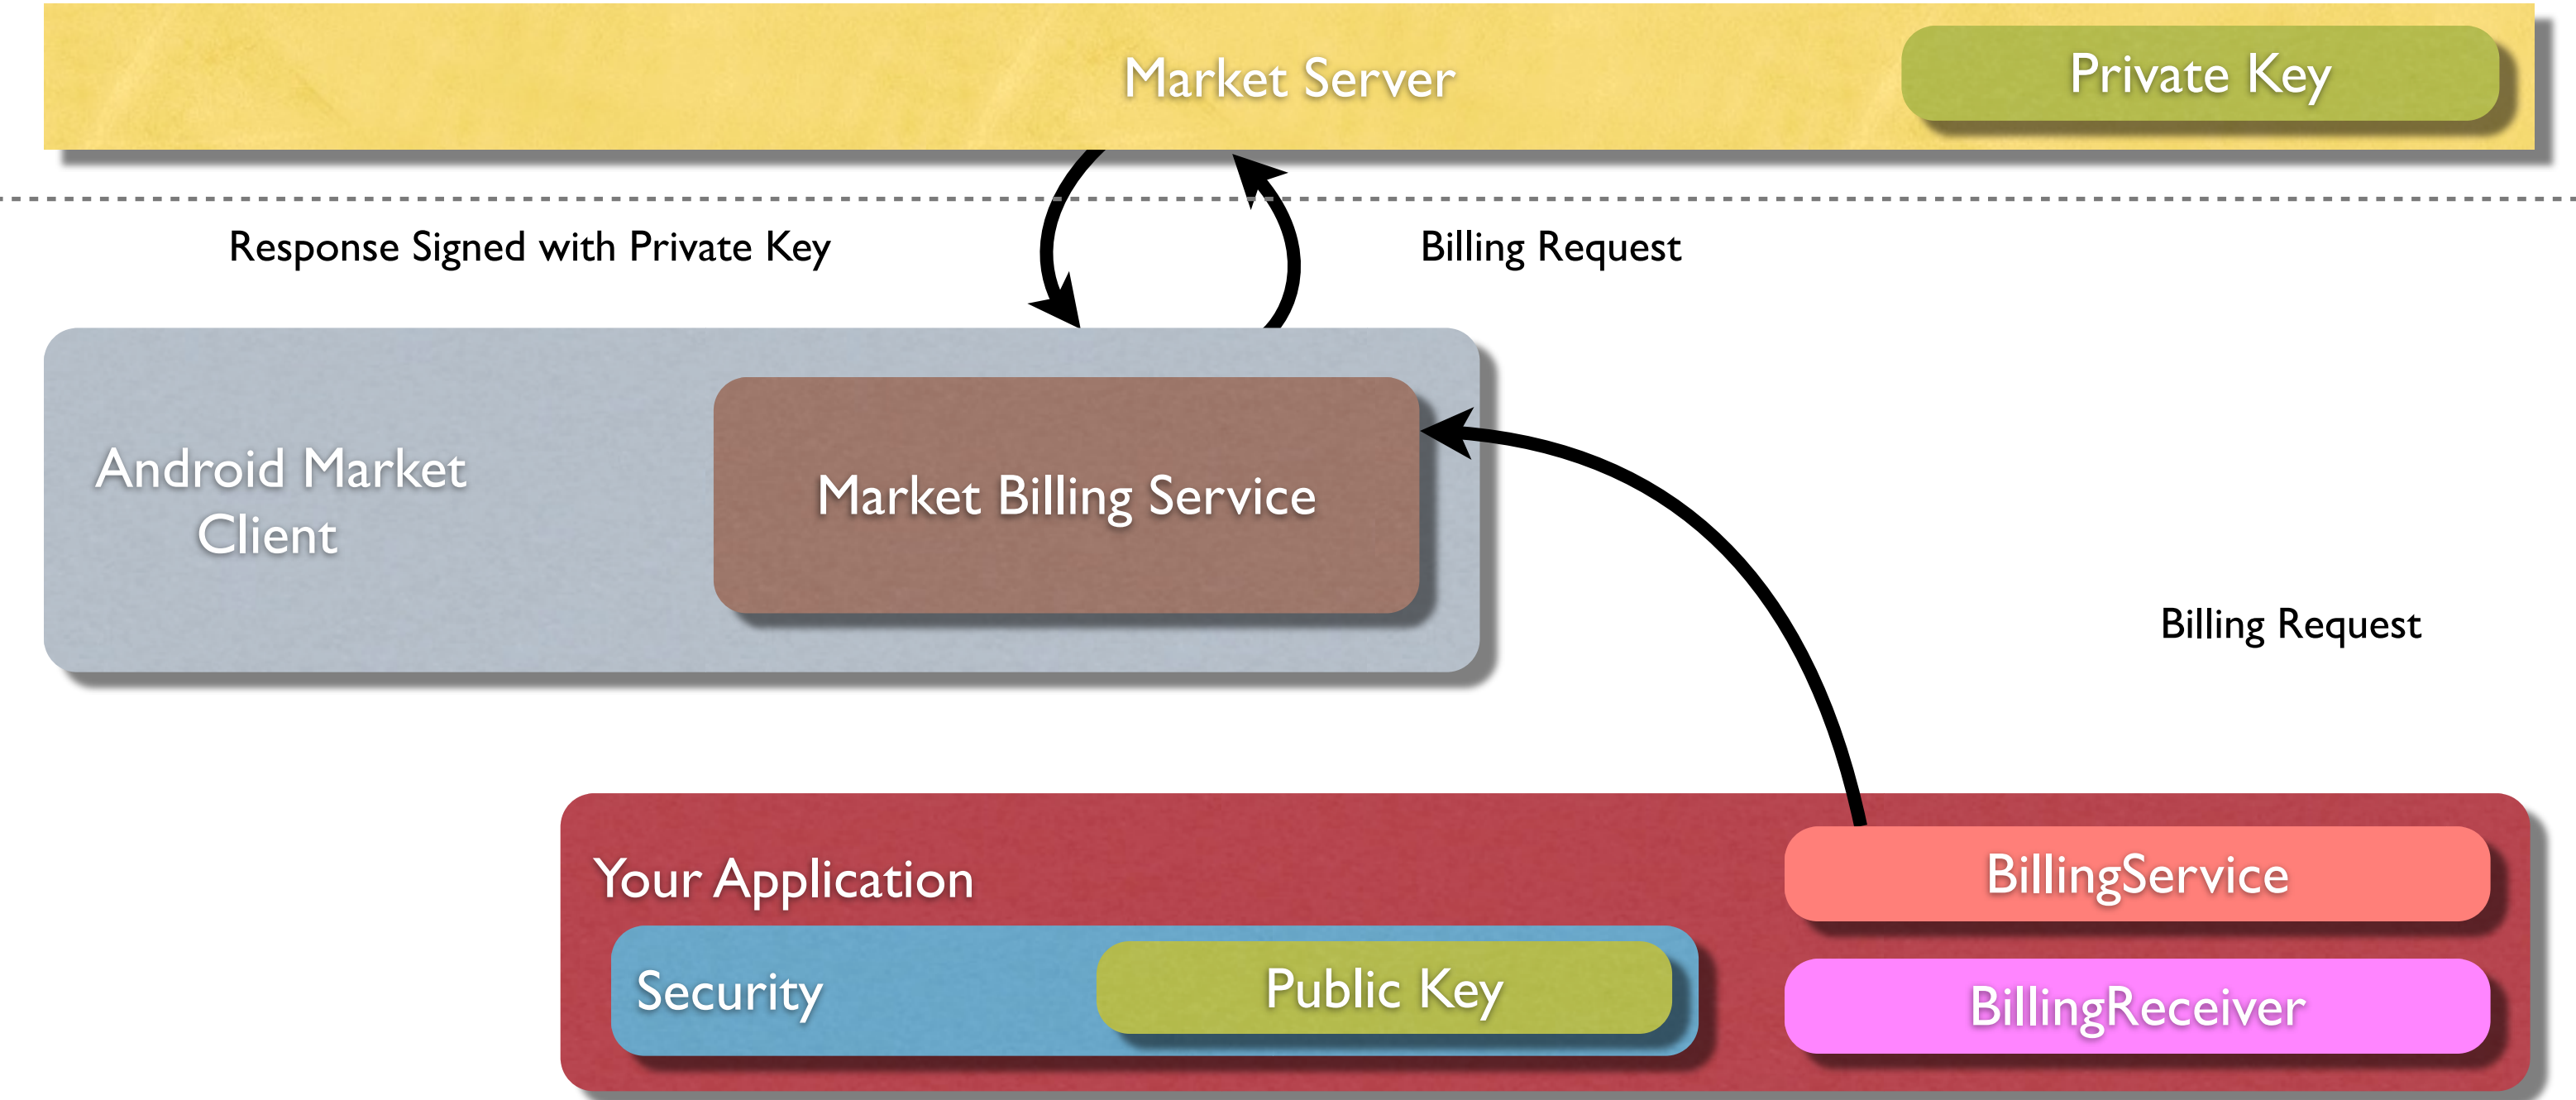 Market Server
Private Key
Response Signed with Private Key
Billing Request
Android Market
Client
Market Billing Service
Billing Request
Your Application
BillingService
Security
Public Key
BillingReceiver